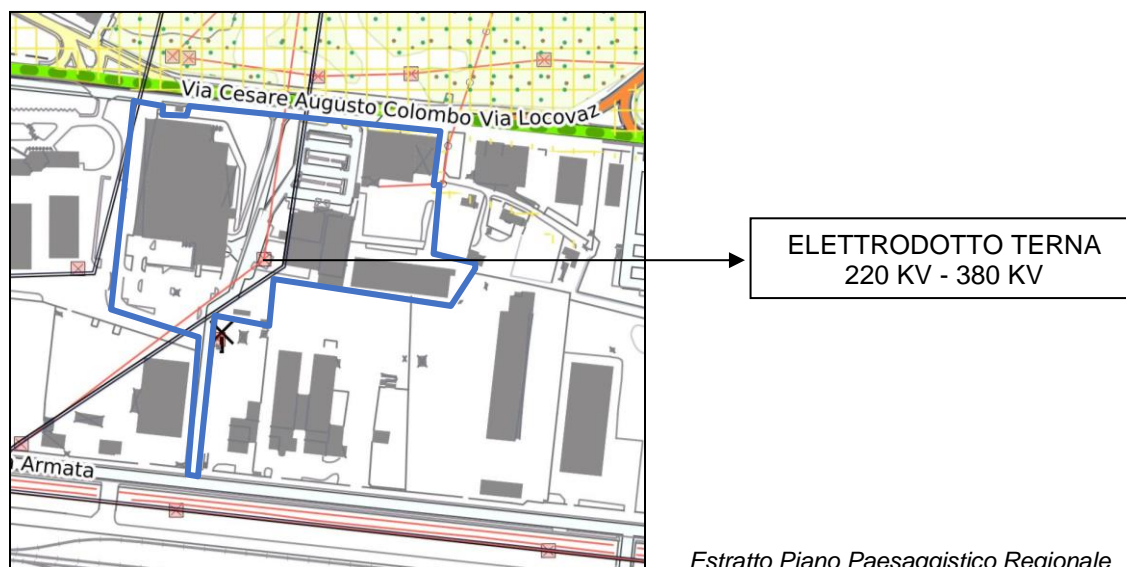 Via Cesare Augusto Colombo Via Locovaz
ELETTRODOTTO TERNA
220 KV - 380 KV
Armata
Estratto Piano Paesaggistico Regionale